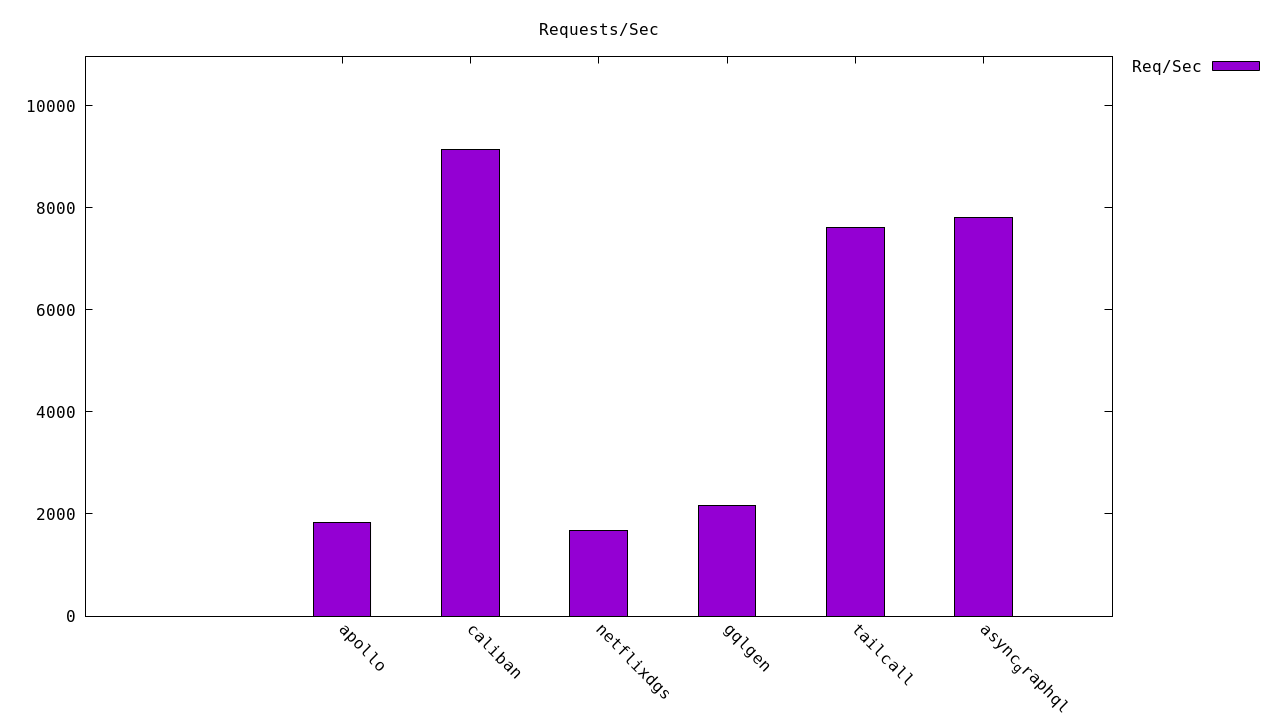 Requests/Sec
Req/Sec
10000
8000
6000
4000
2000
0
apollo
caliban
netflixdgs
gqlgen
tailcall
async_graphql